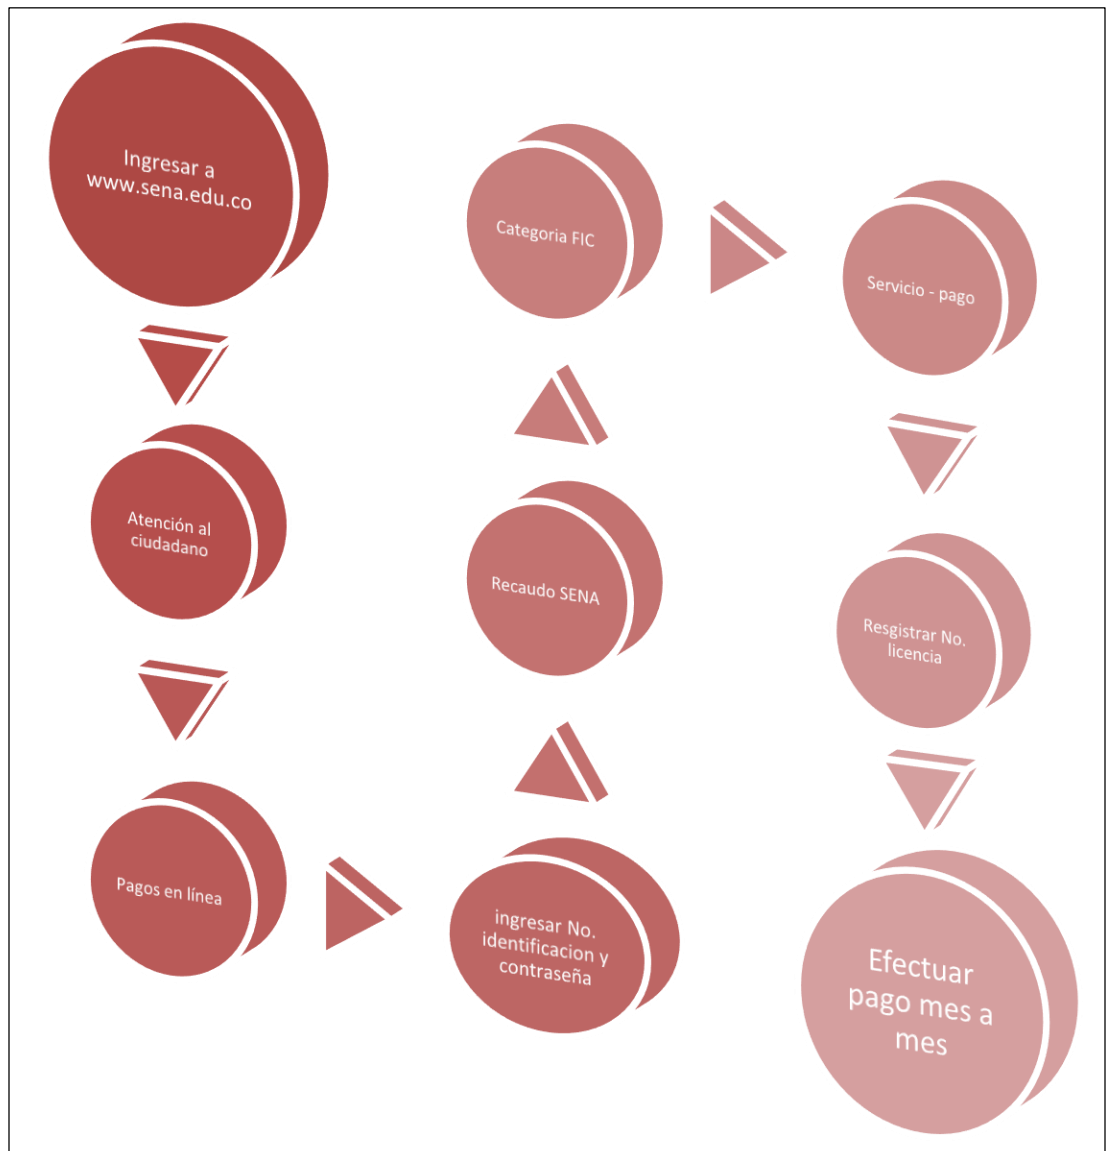 Ingresar a
www.sena.edu.co
Atención al
ciudadano
Pagos en línea
ingresar No.
identificacion y
contraseña
Recaudo SENA
Categoria FIC
Servicio - pago
Resgistrar No.
licencia
Efectuar
pago mes a
mes